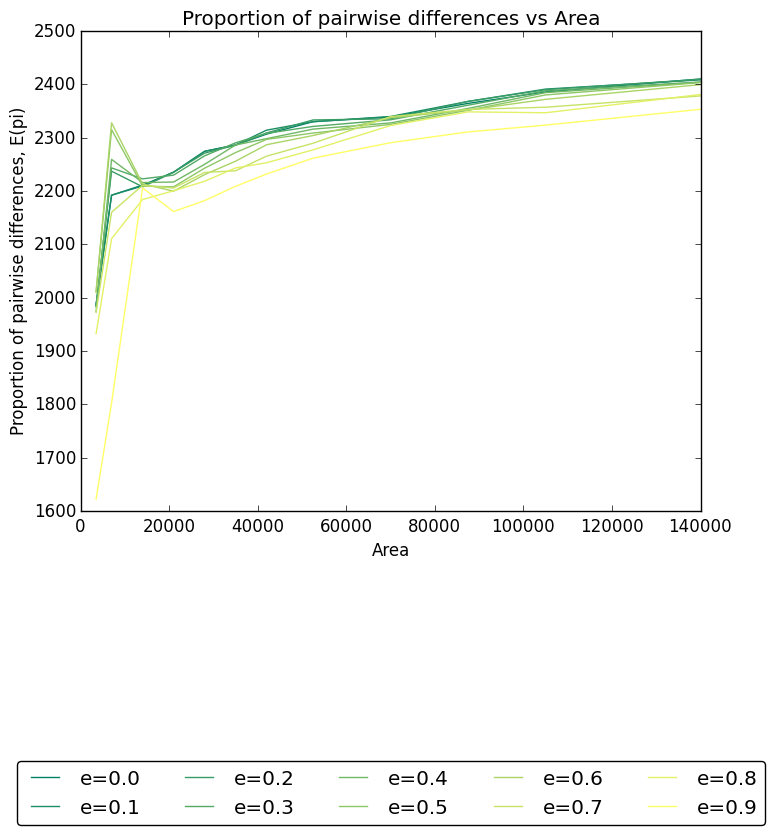 Proportion of pairwise differences vs Area
2500
2400
2300
2200
2100
2000
1900
1800
1700
1600
Proportion of pairwise differences, E(pi)
0 20000 40000 60000 80000 100000 120000 140000
Area
e=0.0 e=0.2 e=0.4 e=0.6 e=0.8
e=0.1 e=0.3 e=0.5 e=0.7 e=0.9